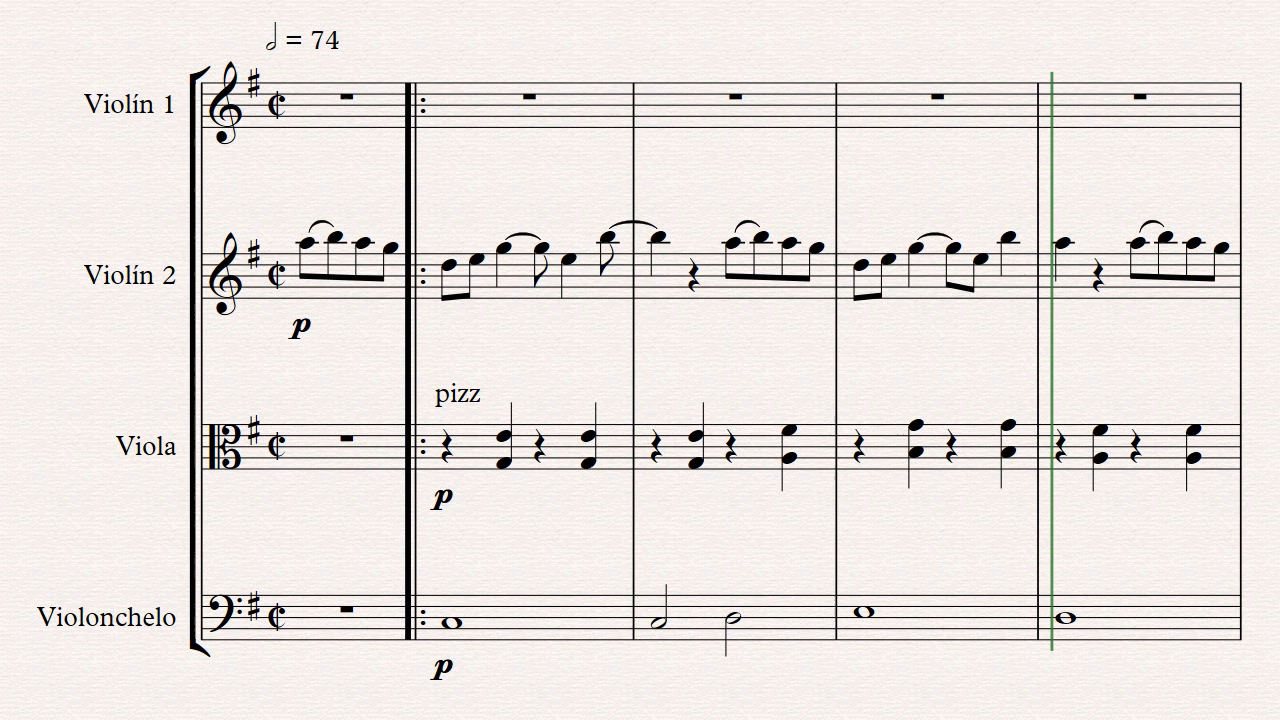 𝅗𝅥 = 74
Violín 1
Violín 2
p
pizz
Viola
p
Violonchelo
p